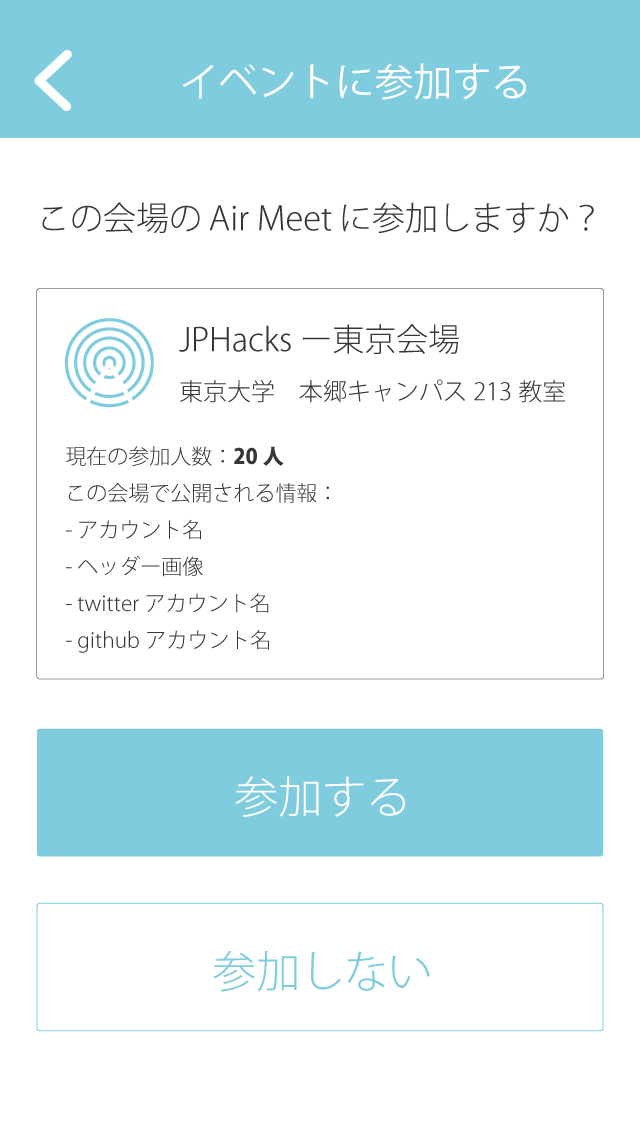 イベントに参加する
この会場の Air Meet に参加しますか？
JPHacks ー東京会場
東京大学　本郷キャンパス 213 教室
現在の参加人数：20 人
この会場で公開される情報：
- アカウント名
- ヘッダー画像
- twitter アカウント名
- github アカウント名
参加する
参加しない